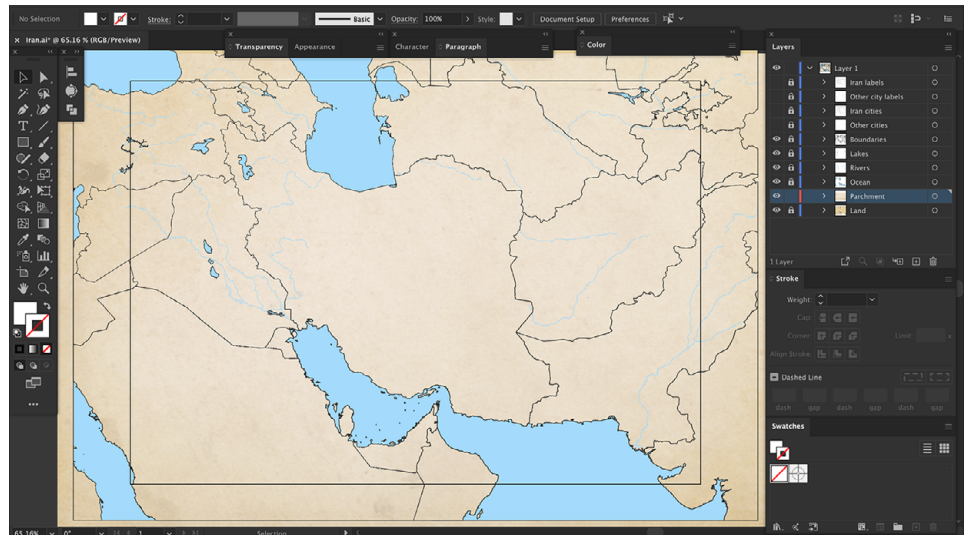 No Selection Stroke: Basic Opacity: 100% Style: Document Setup Preferences
× Iran.ai* @ 65.16 % (RGB/Preview)
Transparency Appearance
Character Paragraph
Color
Layers
Layer 1
Iran labels
Other city labels
Iran cities
Other cities
Boundaries
Lakes
Rivers
Ocean
Parchment
Land
1 Layer
Stroke
Weight:
Cap:
Corner: Limit: x
Align Stroke:
Dashed Line
dash gap dash gap dash gap
Swatches
65.16% 0° 1 Selection